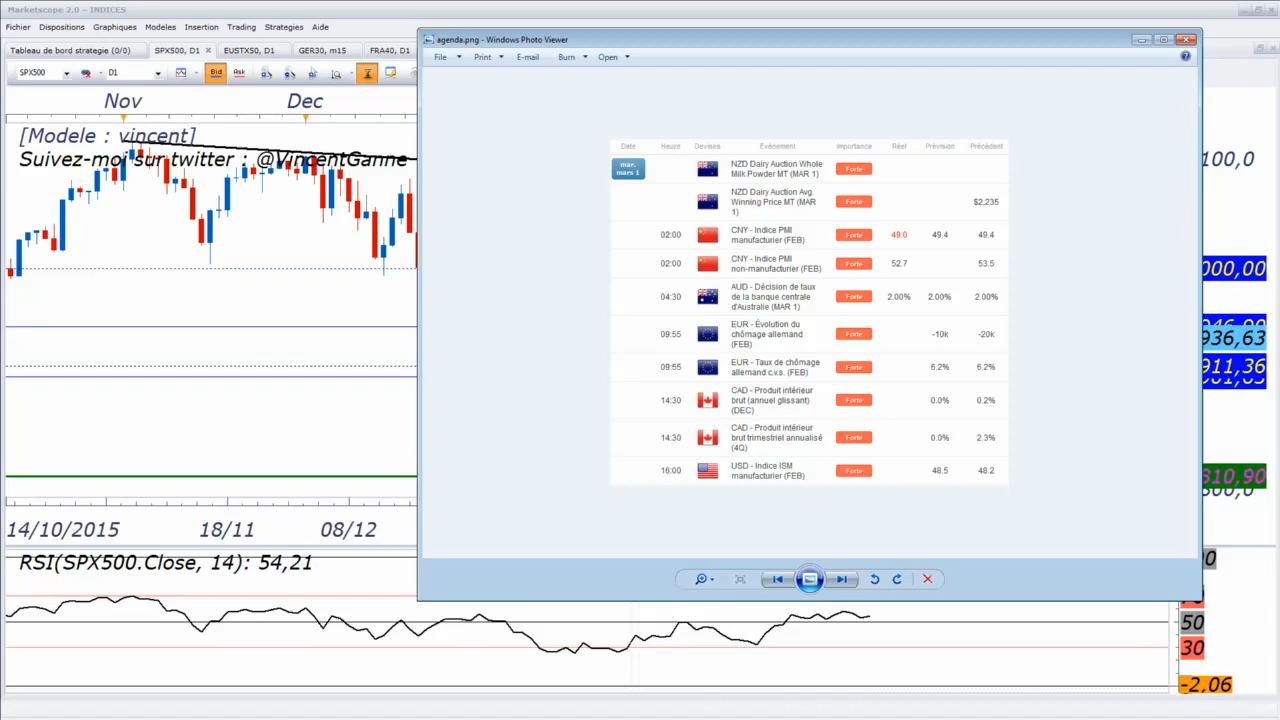 Marketscope 2.0 - INDICES
Fichier Dispositions Graphiques Modeles Insertion Trading Strategies Aide
Tableau de bord strategie (0/0) SPX500, D1 EUSTX50, D1 GER30, m15 FRA40, D1
SPX500 D1 Bid Rsk
Nov Dec
[Modele : vincent]
Suivez-moi sur twitter : @VincentGanne
100,0
000,00
936,63
911,36
310,90
14/10/2015 18/11 08/12
RSI(SPX500.Close, 14): 54,21
50
30
-2,06
agenda.png - Windows Photo Viewer
File Print E-mail Burn Open
Date Heure Devises Evénement Importance Réel Prévision Précédent
mar.
mars 1
NZD Dairy Auction Whole
Milk Powder MT (MAR 1)
Forte
NZD Dairy Auction Avg.
Winning Price MT (MAR
1)
Forte $2,235
02:00 CNY - Indice PMI
manufacturier (FEB)
Forte 49.0 49.4 49.4
02:00 CNY - Indice PMI
non-manufacturier (FEB)
Forte 52.7 53.5
04:30 AUD - Décision de taux
de la banque centrale
d'Australie (MAR 1)
Forte 2.00% 2.00% 2.00%
09:55 EUR - Évolution du
chômage allemand
(FEB)
Forte -10k -20k
09:55 EUR - Taux de chômage
allemand c.v.s. (FEB)
Forte 6.2% 6.2%
14:30 CAD - Produit intérieur
brut (annuel glissant)
(DEC)
Forte 0.0% 0.2%
14:30 CAD - Produit intérieur
brut trimestriel annualisé
(4Q)
Forte 0.0% 2.3%
16:00 USD - Indice ISM
manufacturier (FEB)
Forte 48.5 48.2